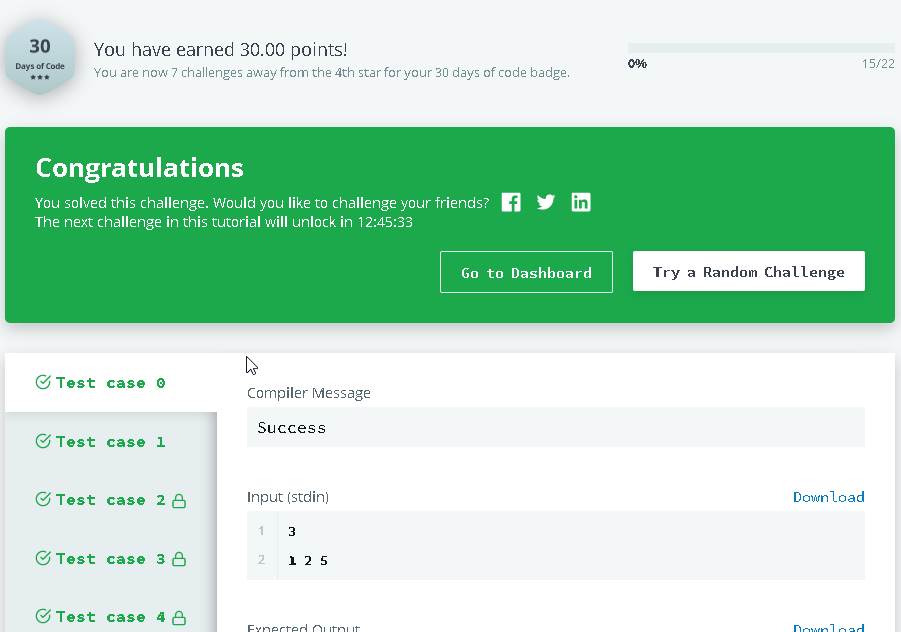 30
Days of Code
You have earned 30.00 points!
You are now 7 challenges away from the 4th star for your 30 days of code badge.
0%
15/22
Congratulations
You solved this challenge. Would you like to challenge your friends?
The next challenge in this tutorial will unlock in 12:45:33
Go to Dashboard
Try a Random Challenge
Test case 0
Test case 1
Test case 2
Test case 3
Test case 4
Compiler Message
Success
Input (stdin)
Download
1 3
2 1 2 5
Expected Output
Download